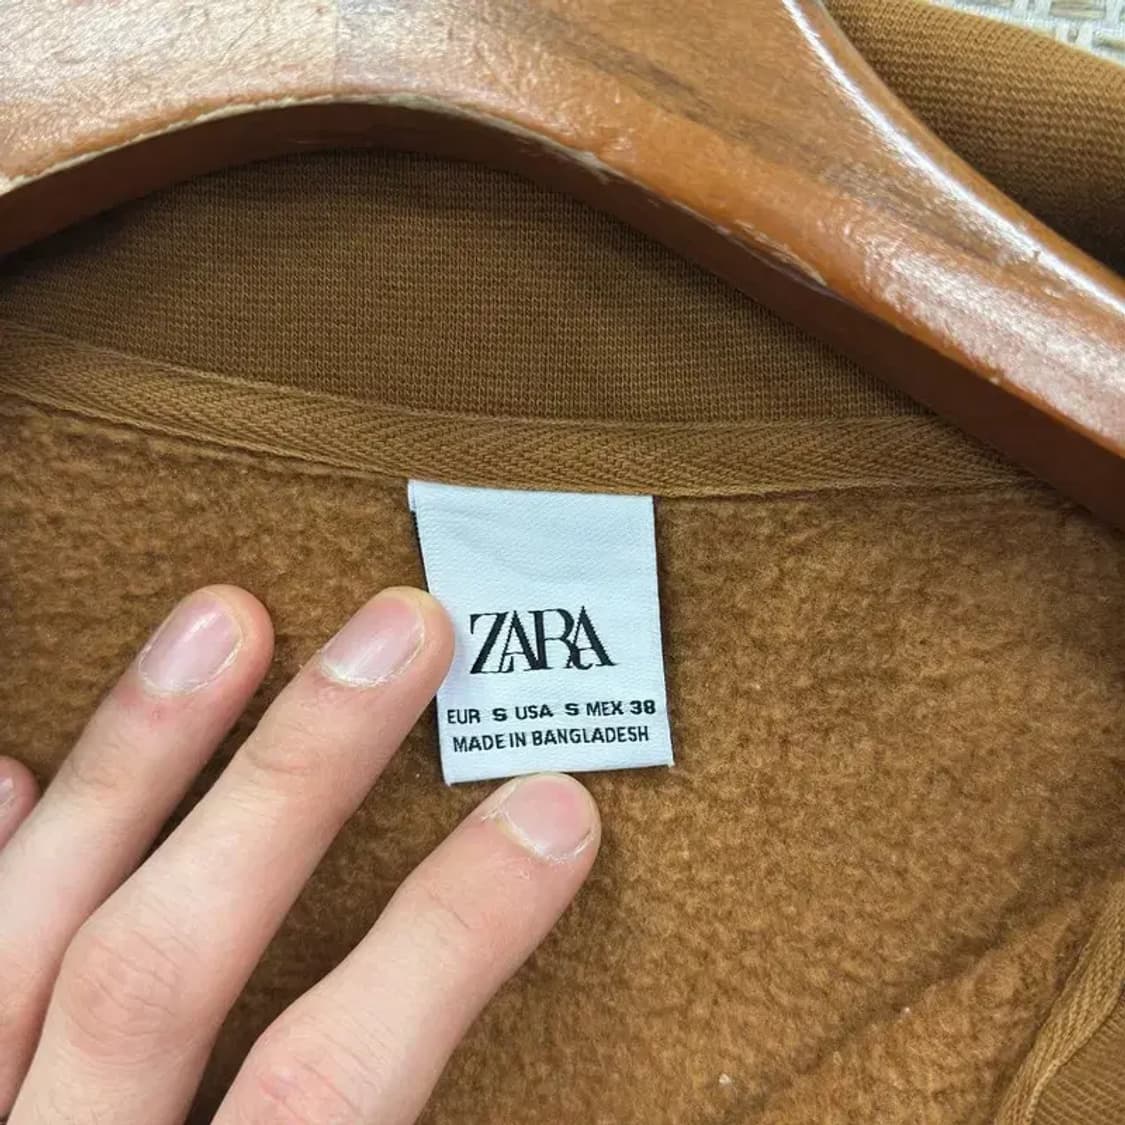 ZARA
EUR S USA S MEX 38
MADE IN BANGLADESH